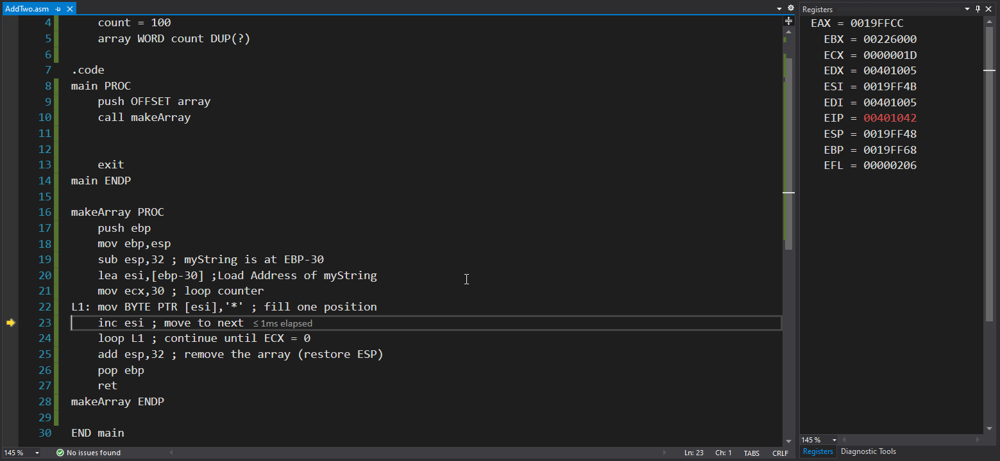 AddTwo.asm
4 count = 100
5 array WORD count DUP(?)
6
7 .code
8 main PROC
9 push OFFSET array
10 call makeArray
11
12
13 exit
14 main ENDP
15
16 makeArray PROC
17 push ebp
18 mov ebp,esp
19 sub esp,32 ; myString is at EBP-30
20 lea esi,[ebp-30] ;Load Address of myString
21 mov ecx,30 ; loop counter
22 L1: mov BYTE PTR [esi],'*' ; fill one position
23 inc esi ; move to next ≤ 1ms elapsed
24 loop L1 ; continue until ECX = 0
25 add esp,32 ; remove the array (restore ESP)
26 pop ebp
27 ret
28 makeArray ENDP
29
30 END main
145 % No issues found Ln: 23 Ch: 1 TABS CRLF
Registers
EAX = 0019FFCC
EBX = 00226000
ECX = 0000001D
EDX = 00401005
ESI = 0019FF4B
EDI = 00401005
EIP = 00401042
ESP = 0019FF48
EBP = 0019FF68
EFL = 00000206
145 %
Registers Diagnostic Tools